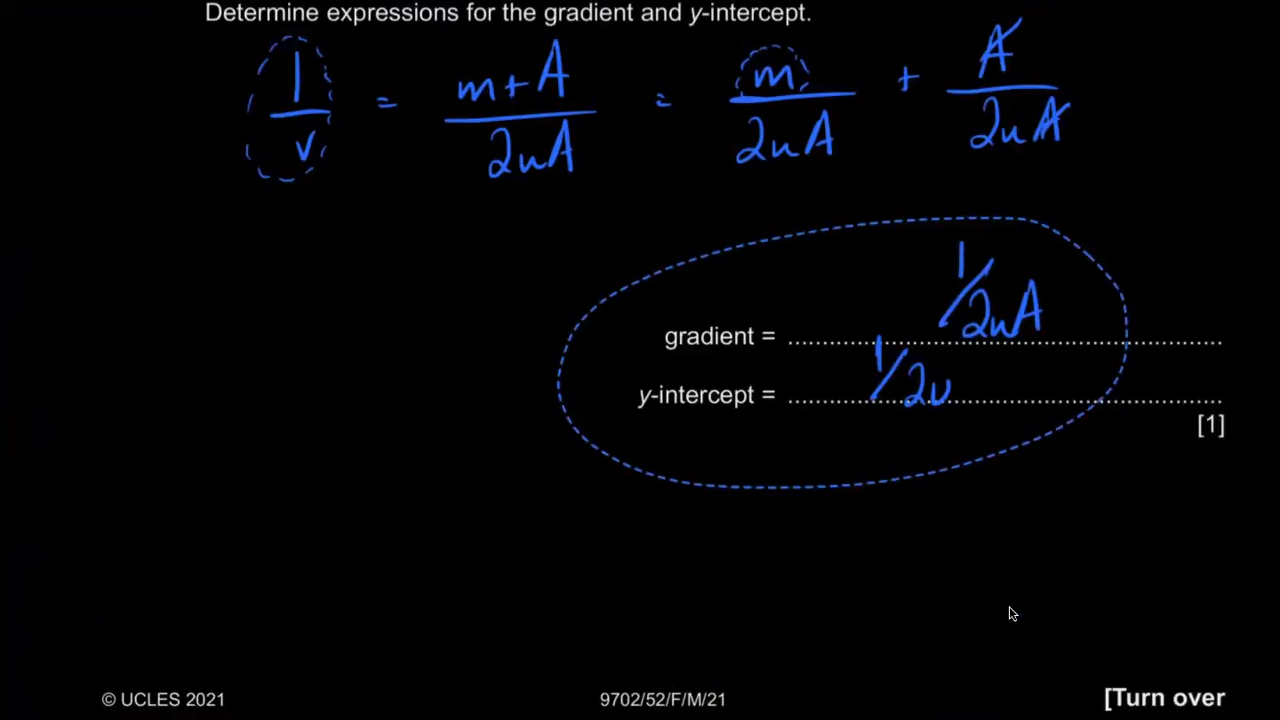 Determine expressions for the gradient and y-intercept.
1/v = m+A/2uA = m/2uA + A/2uA
gradient = ........ 1/2uA ........
y-intercept = ........ 1/2u ........
[1]
© UCLES 2021 9702/52/F/M/21 [Turn over